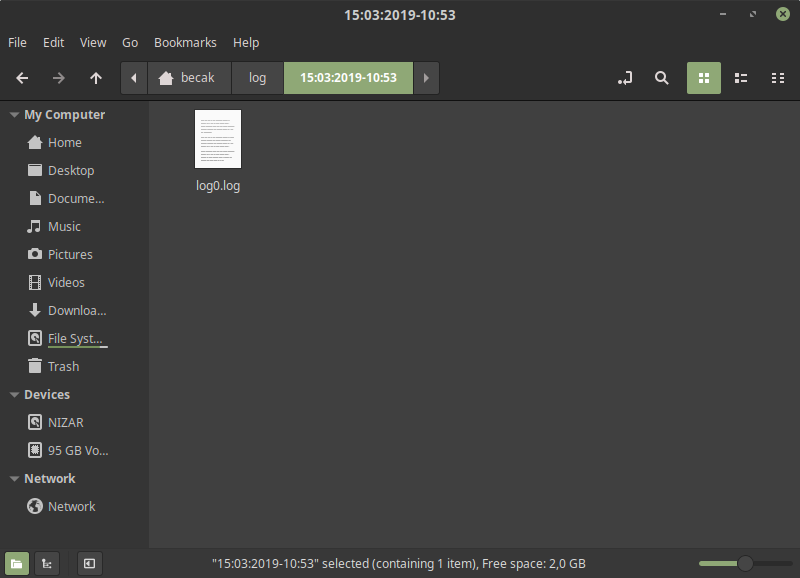 15:03:2019-10:53
File Edit View Go Bookmarks Help
becak log 15:03:2019-10:53
My Computer
Home
Desktop
Docume...
Music
Pictures
Videos
Downloa...
File Syst...
Trash
Devices
NIZAR
95 GB Vo...
Network
Network
log0.log
"15:03:2019-10:53" selected (containing 1 item), Free space: 2,0 GB